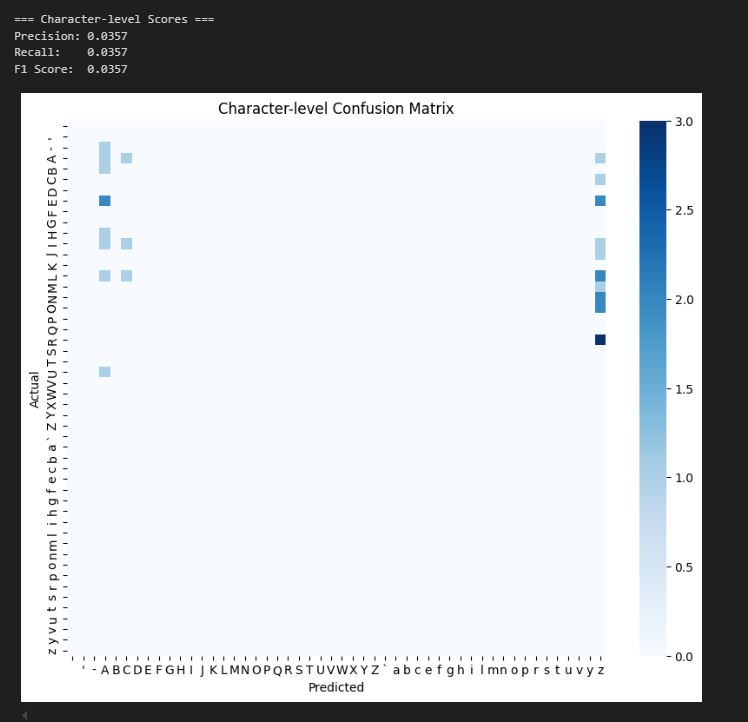 === Character-level Scores ===
Precision: 0.0357
Recall: 0.0357
F1 Score: 0.0357
Character-level Confusion Matrix
Actual
' - A B C D E F G H I J K L M N O P Q R S T U V W X Y Z ` a b c e f g h i l m n o p r s t u v y z
3.0
2.5
2.0
1.5
1.0
0.5
0.0
' - A B C D E F G H I J K L M N O P Q R S T U V W X Y Z ` a b c e f g h i l m n o p r s t u v y z
Predicted